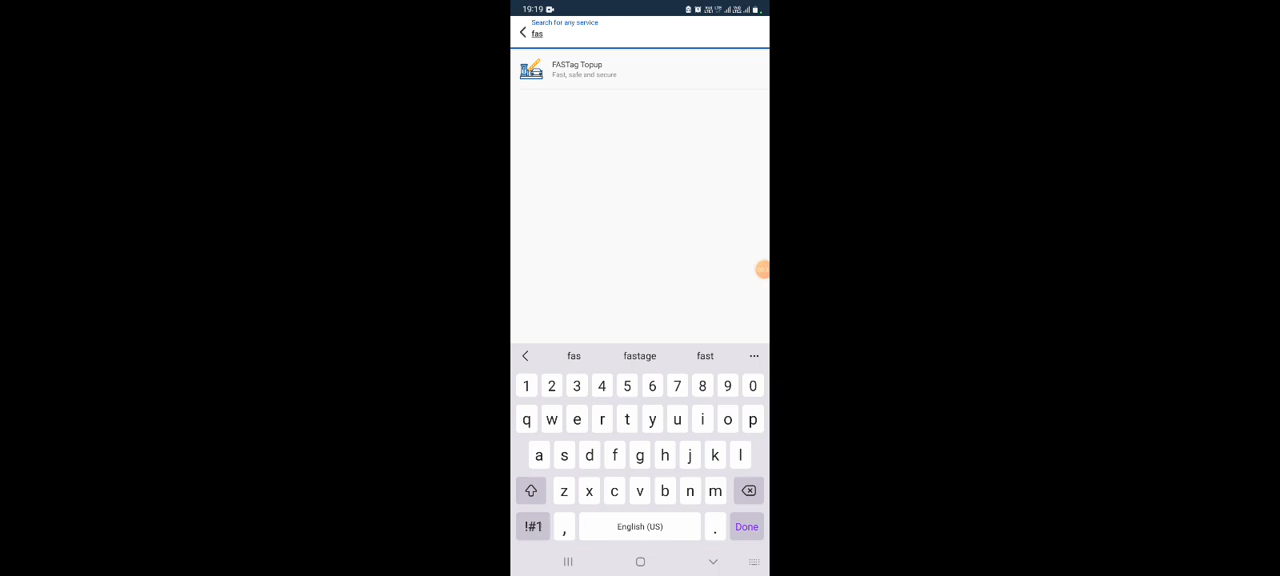 19:19
Search for any service
fas
FASTag Topup
Fast, safe and secure
fas fastage fast ...
1 2 3 4 5 6 7 8 9 0
q w e r t y u i o p
a s d f g h j k l
z x c v b n m
!#1 , English (US) . Done